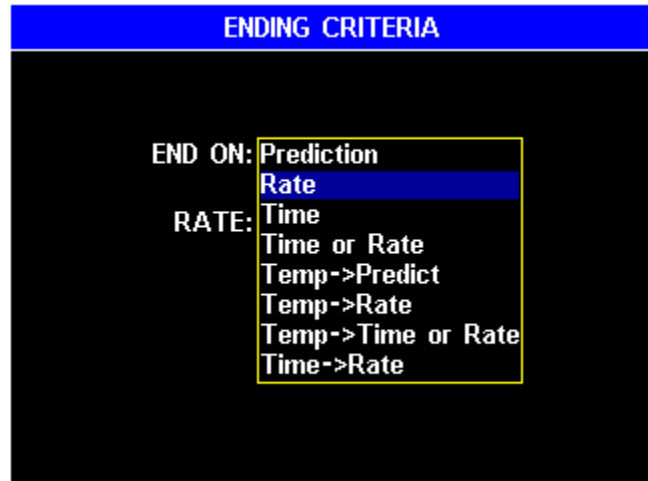 ENDING CRITERIA
END ON: Prediction
Rate
RATE: Time
Time or Rate
Temp->Predict
Temp->Rate
Temp->Time or Rate
Time->Rate